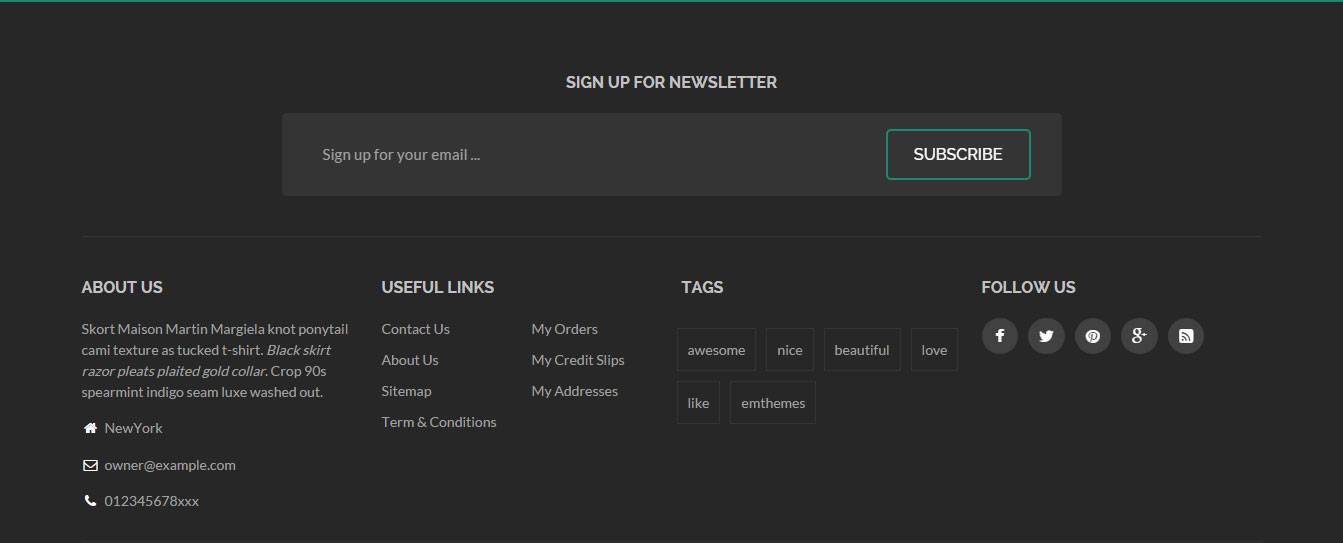 SIGN UP FOR NEWSLETTER
Sign up for your email ...
SUBSCRIBE
ABOUT US
Skort Maison Martin Margiela knot ponytail
cami texture as tucked t-shirt. Black skirt
razor pleats plaited gold collar. Crop 90s
spearmint indigo seam luxe washed out.
NewYork
owner@example.com
012345678xxx
USEFUL LINKS
Contact Us
About Us
Sitemap
Term & Conditions
My Orders
My Credit Slips
My Addresses
TAGS
awesome
nice
beautiful
love
like
emthemes
FOLLOW US